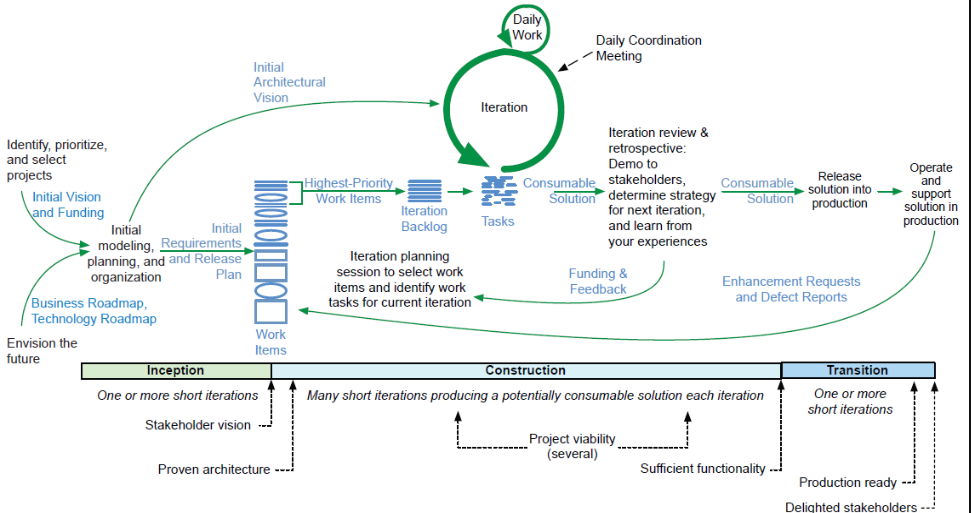 Daily
Work
Daily Coordination
Meeting
Initial
Architectural
Vision
Iteration
Identify, prioritize,
and select
projects
Initial Vision
and Funding
Initial
modeling,
planning, and
organization
Initial
Requirements
and Release
Plan
Business Roadmap,
Technology Roadmap
Envision the
future
Highest-Priority
Work Items
Iteration
Backlog
Tasks
Consumable
Solution
Iteration review &
retrospective:
Demo to
stakeholders,
determine strategy
for next iteration,
and learn from
your experiences
Consumable
Solution
Release
solution into
production
Operate
and
support
solution in
production
Iteration planning
session to select work
items and identify work
tasks for current iteration
Funding &
Feedback
Enhancement Requests
and Defect Reports
Work
Items
Inception
Construction
Transition
One or more short iterations
Many short iterations producing a potentially consumable solution each iteration
One or more
short iterations
Stakeholder vision
Proven architecture
Project viability
(several)
Sufficient functionality
Production ready
Delighted stakeholders